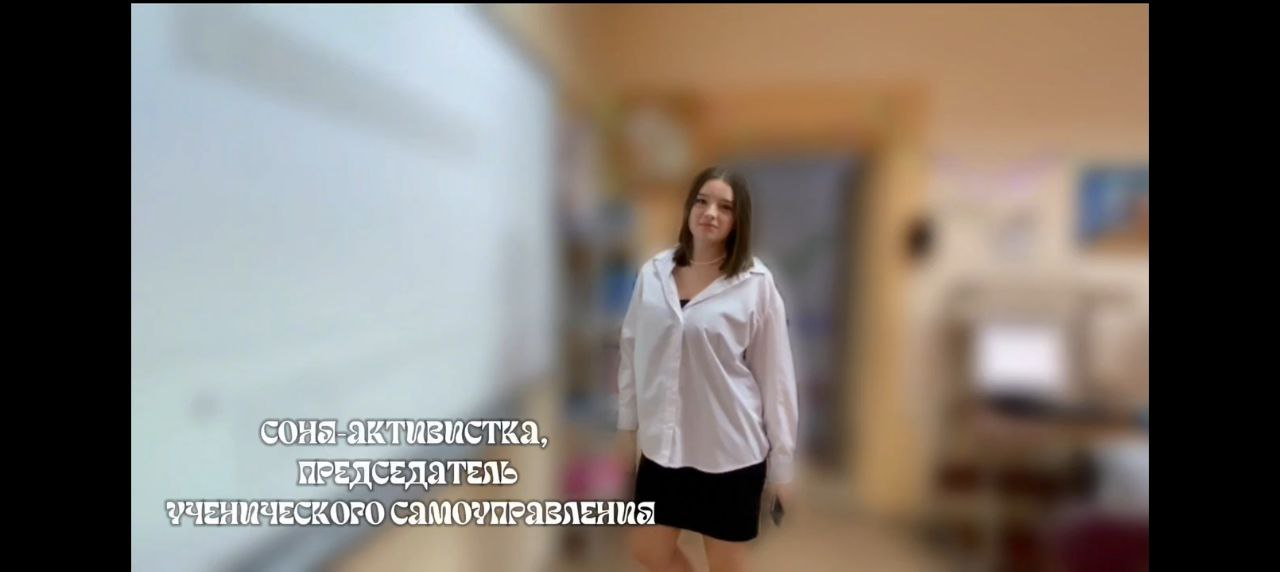 СОНЯ-АКТИВИСТКА,
ПРЕДСЕДАТЕЛЬ
УЧЕНИЧЕСКОГО САМОУПРАВЛЕНИЯ